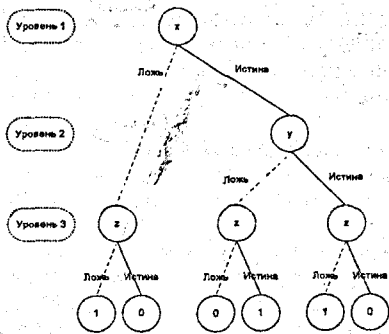 Уровень 1
x
Ложь
Истина
Уровень 2
y
Ложь
Истина
Уровень 3
z
z
z
Ложь
Истина
Ложь
Истина
Ложь
Истина
1
0
0
1
1
0